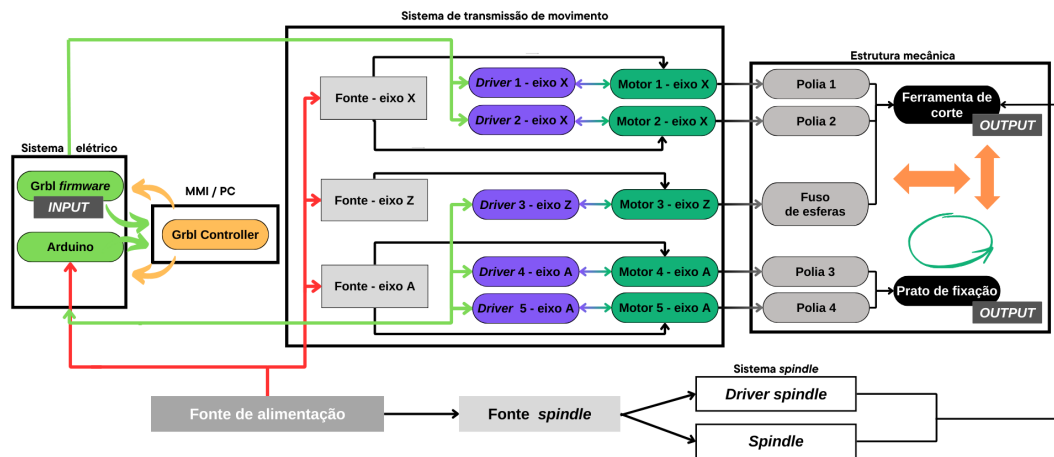 Sistema de transmissão de movimento
Estrutura mecânica
Fonte - eixo X
Driver 1 - eixo X
Motor 1 - eixo X
Polia 1
Driver 2 - eixo X
Motor 2 - eixo X
Polia 2
Ferramenta de
corte
OUTPUT
Sistema elétrico
Grbl firmware
INPUT
Arduino
MMI / PC
Grbl Controller
Fonte - eixo Z
Driver 3 - eixo Z
Motor 3 - eixo Z
Fuso
de esferas
Fonte - eixo A
Driver 4 - eixo A
Motor 4 - eixo A
Polia 3
Driver 5 - eixo A
Motor 5 - eixo A
Polia 4
Prato de fixação
OUTPUT
Fonte de alimentação
Fonte spindle
Sistema spindle
Driver spindle
Spindle